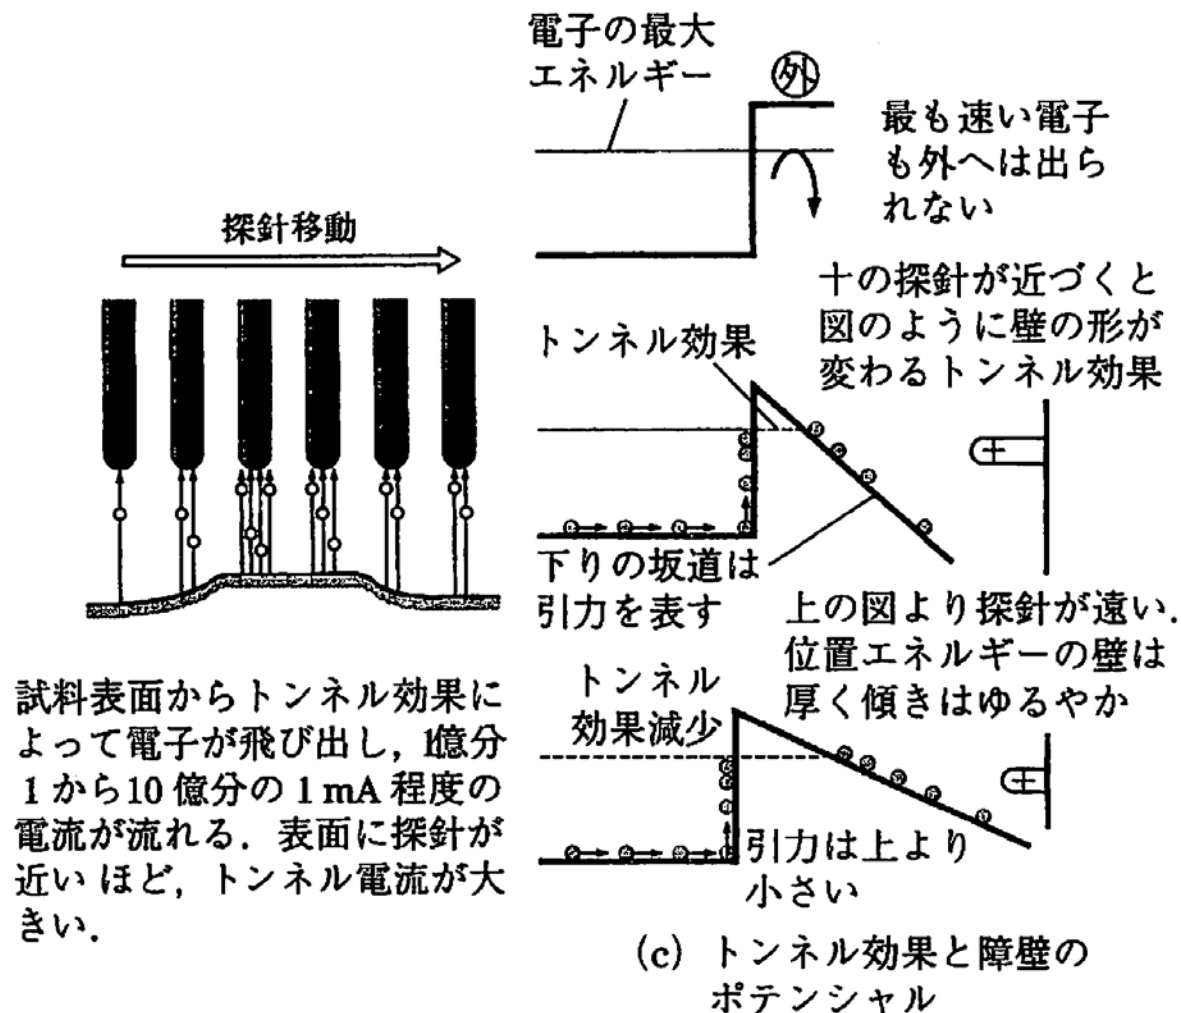 探針移動
試料表面からトンネル効果に
よって電子が飛び出し，1億分
1から10億分の1mA程度の
電流が流れる．表面に探針が
近いほど，トンネル電流が大
きい．
電子の最大
エネルギー
外
最も速い電子
も外へは出ら
れない
十の探針が近づくと
図のように壁の形が
変わるトンネル効果
トンネル効果
+
下りの坂道は
引力を表す
上の図より探針が遠い．
位置エネルギーの壁は
厚く傾きはゆるやか
トンネル
効果減少
+
引力は上より
小さい
(c) トンネル効果と障壁の
ポテンシャル